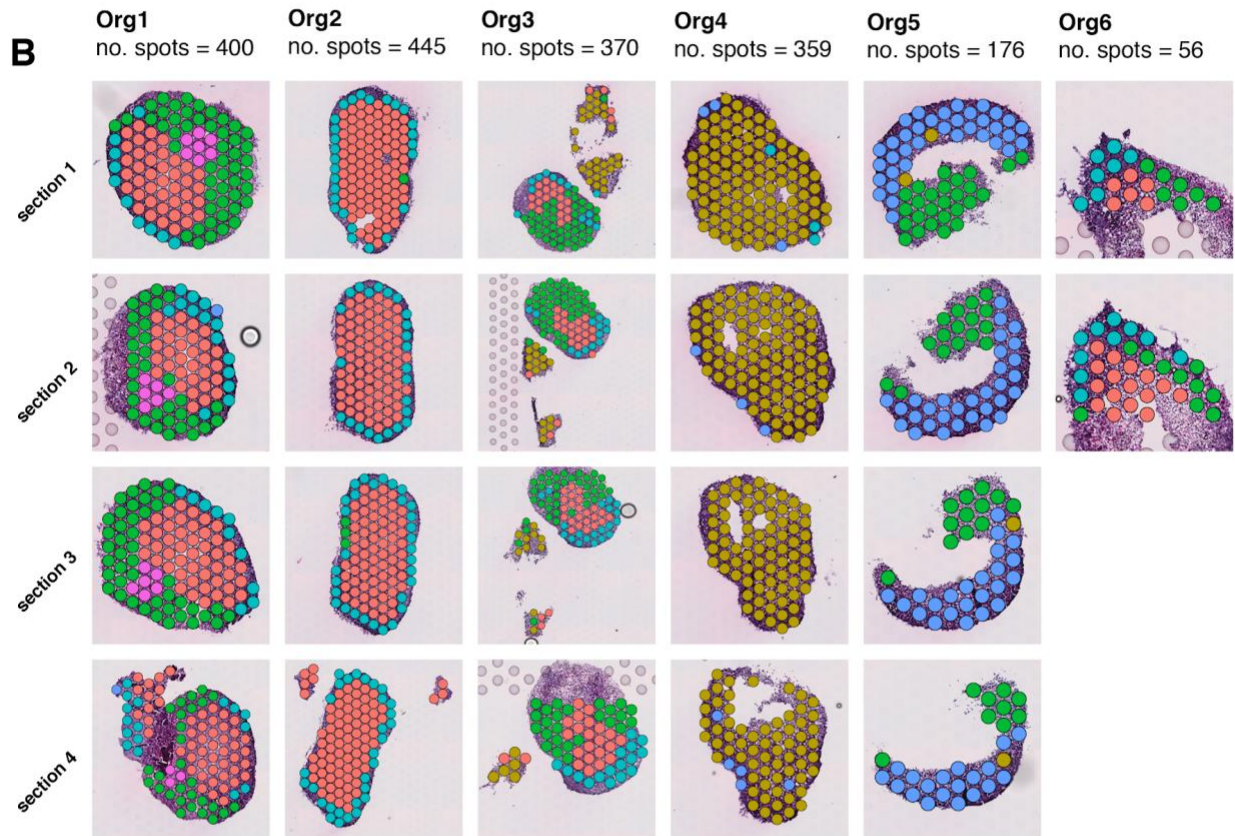 B
Org1
no. spots = 400
Org2
no. spots = 445
Org3
no. spots = 370
Org4
no. spots = 359
Org5
no. spots = 176
Org6
no. spots = 56
section 1
section 2
section 3
section 4